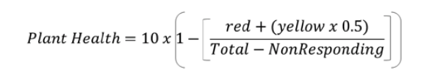 Plant Health = 10 x (1 − [ red + (yellow x 0.5) / Total − NonResponding ])